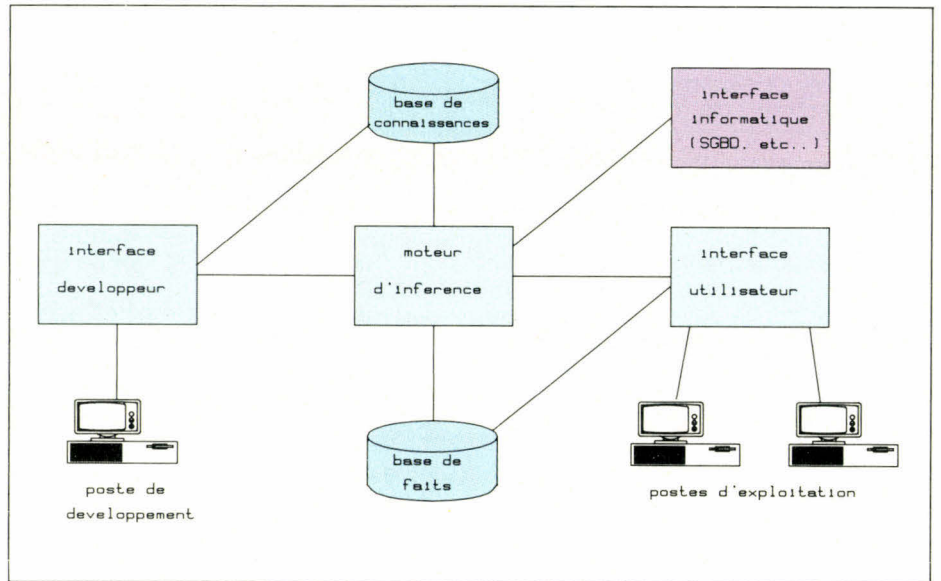 base de
connaissances
interface
informatique
(SGBD, etc..)
interface
developpeur
moteur
d'inference
interface
utilisateur
poste de
developpement
base de
faits
postes d'exploitation